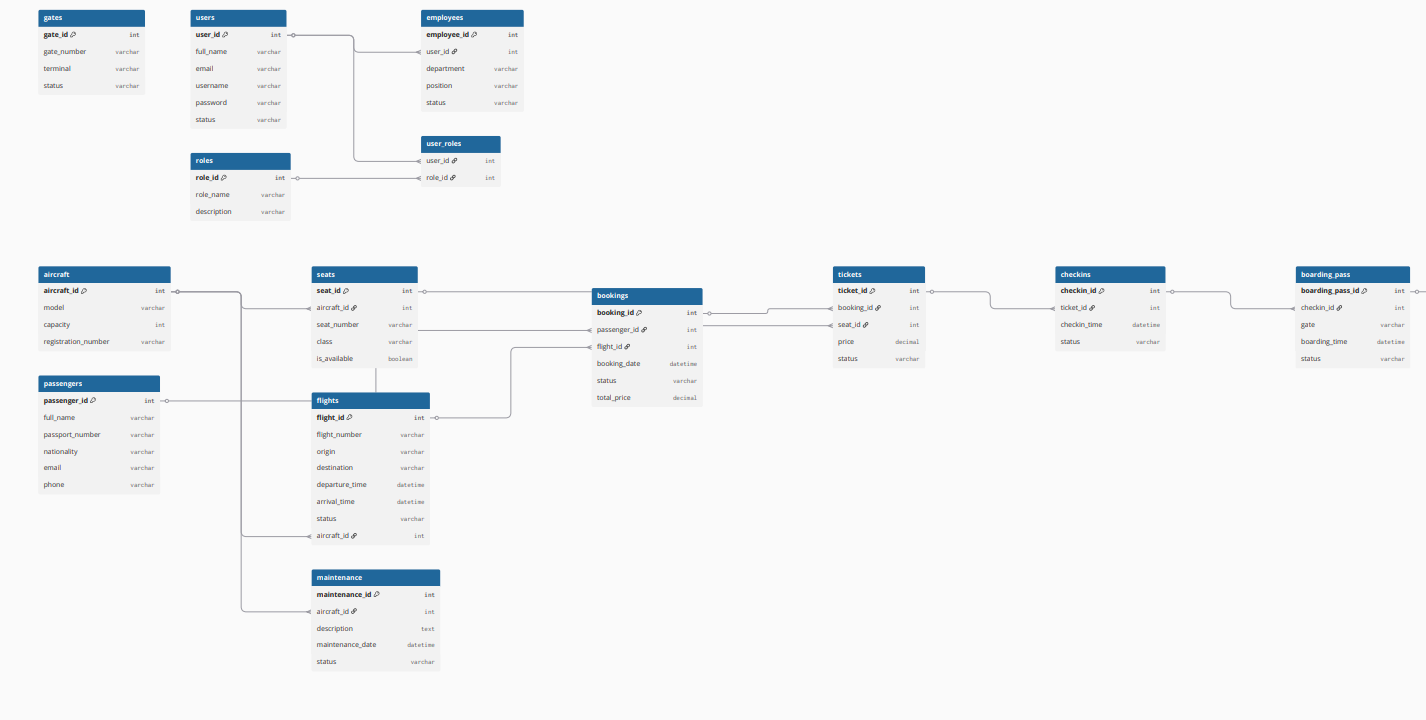 gates
gate_id int
gate_number varchar
terminal varchar
status varchar
users
user_id int
full_name varchar
email varchar
username varchar
password varchar
status varchar
employees
employee_id int
user_id int
department varchar
position varchar
status varchar
user_roles
user_id int
role_id int
roles
role_id int
role_name varchar
description varchar
aircraft
aircraft_id int
model varchar
capacity int
registration_number varchar
seats
seat_id int
aircraft_id int
seat_number varchar
class varchar
is_available boolean
bookings
booking_id int
passenger_id int
flight_id int
booking_date datetime
status varchar
total_price decimal
tickets
ticket_id int
booking_id int
seat_id int
price decimal
status varchar
checkins
checkin_id int
ticket_id int
checkin_time datetime
status varchar
boarding_pass
boarding_pass_id int
checkin_id int
gate varchar
boarding_time datetime
status varchar
passengers
passenger_id int
full_name varchar
passport_number varchar
nationality varchar
email varchar
phone varchar
flights
flight_id int
flight_number varchar
origin varchar
destination varchar
departure_time datetime
arrival_time datetime
status varchar
aircraft_id int
maintenance
maintenance_id int
aircraft_id int
description text
maintenance_date datetime
status varchar